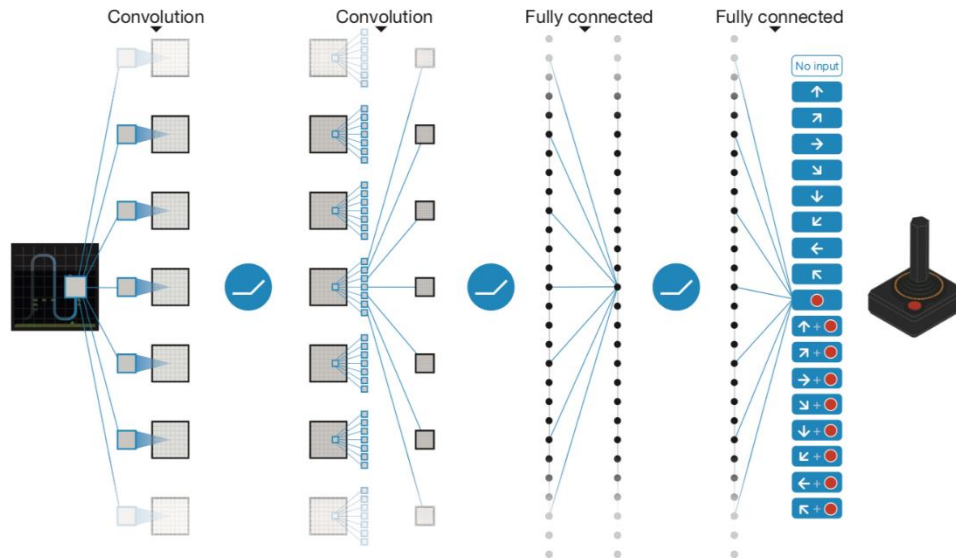 Convolution
Convolution
Fully connected
Fully connected
No input
+
+
+
+
+
+
+
+